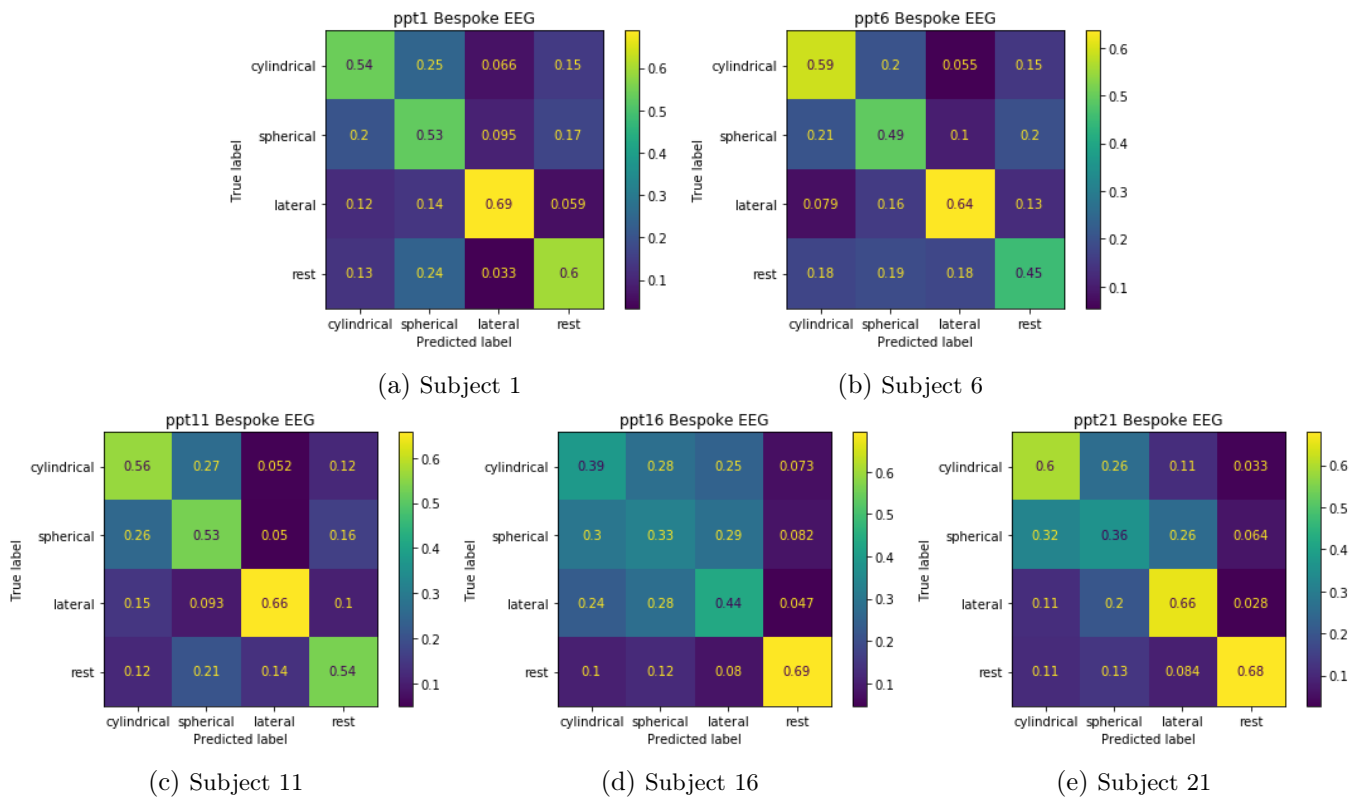 ppt1 Bespoke EEG
cylindrical 0.54 0.25 0.066 0.15 0.6
spherical 0.2 0.53 0.095 0.17 0.5
0.4
lateral 0.12 0.14 0.69 0.059 0.3
0.2
rest 0.13 0.24 0.033 0.6 0.1
cylindrical spherical lateral rest
True label
Predicted label
(a) Subject 1
ppt6 Bespoke EEG
cylindrical 0.59 0.2 0.055 0.15 0.6
0.5
spherical 0.21 0.49 0.1 0.2 0.4
lateral 0.079 0.16 0.64 0.13 0.3
0.2
rest 0.18 0.19 0.18 0.45 0.1
cylindrical spherical lateral rest
True label
Predicted label
(b) Subject 6
ppt11 Bespoke EEG
cylindrical 0.56 0.27 0.052 0.12 0.6
0.5
spherical 0.26 0.53 0.05 0.16 0.4
0.3
lateral 0.15 0.093 0.66 0.1 0.2
rest 0.12 0.21 0.14 0.54 0.1
cylindrical spherical lateral rest
True label
Predicted label
(c) Subject 11
ppt16 Bespoke EEG
cylindrical 0.39 0.28 0.25 0.073 0.6
0.5
spherical 0.3 0.33 0.29 0.082 0.4
0.3
lateral 0.24 0.28 0.44 0.047 0.2
rest 0.1 0.12 0.08 0.69 0.1
cylindrical spherical lateral rest
True label
Predicted label
(d) Subject 16
ppt21 Bespoke EEG
cylindrical 0.6 0.26 0.11 0.033 0.6
0.5
spherical 0.32 0.36 0.26 0.064 0.4
0.3
lateral 0.11 0.2 0.66 0.028 0.2
rest 0.11 0.13 0.084 0.68 0.1
cylindrical spherical lateral rest
True label
Predicted label
(e) Subject 21